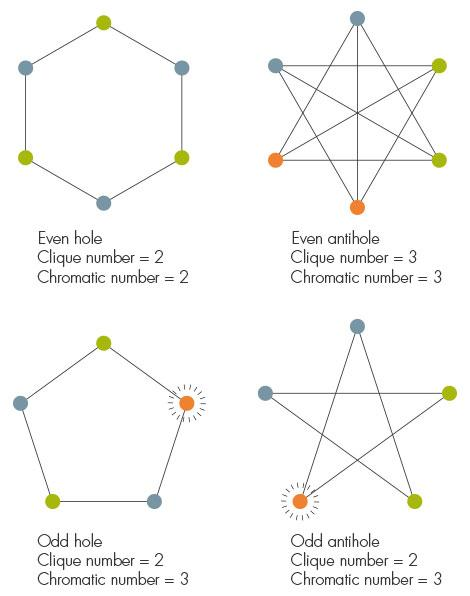 Even hole
Clique number = 2
Chromatic number = 2
Even antihole
Clique number = 3
Chromatic number = 3
Odd hole
Clique number = 2
Chromatic number = 3
Odd antihole
Clique number = 2
Chromatic number = 3